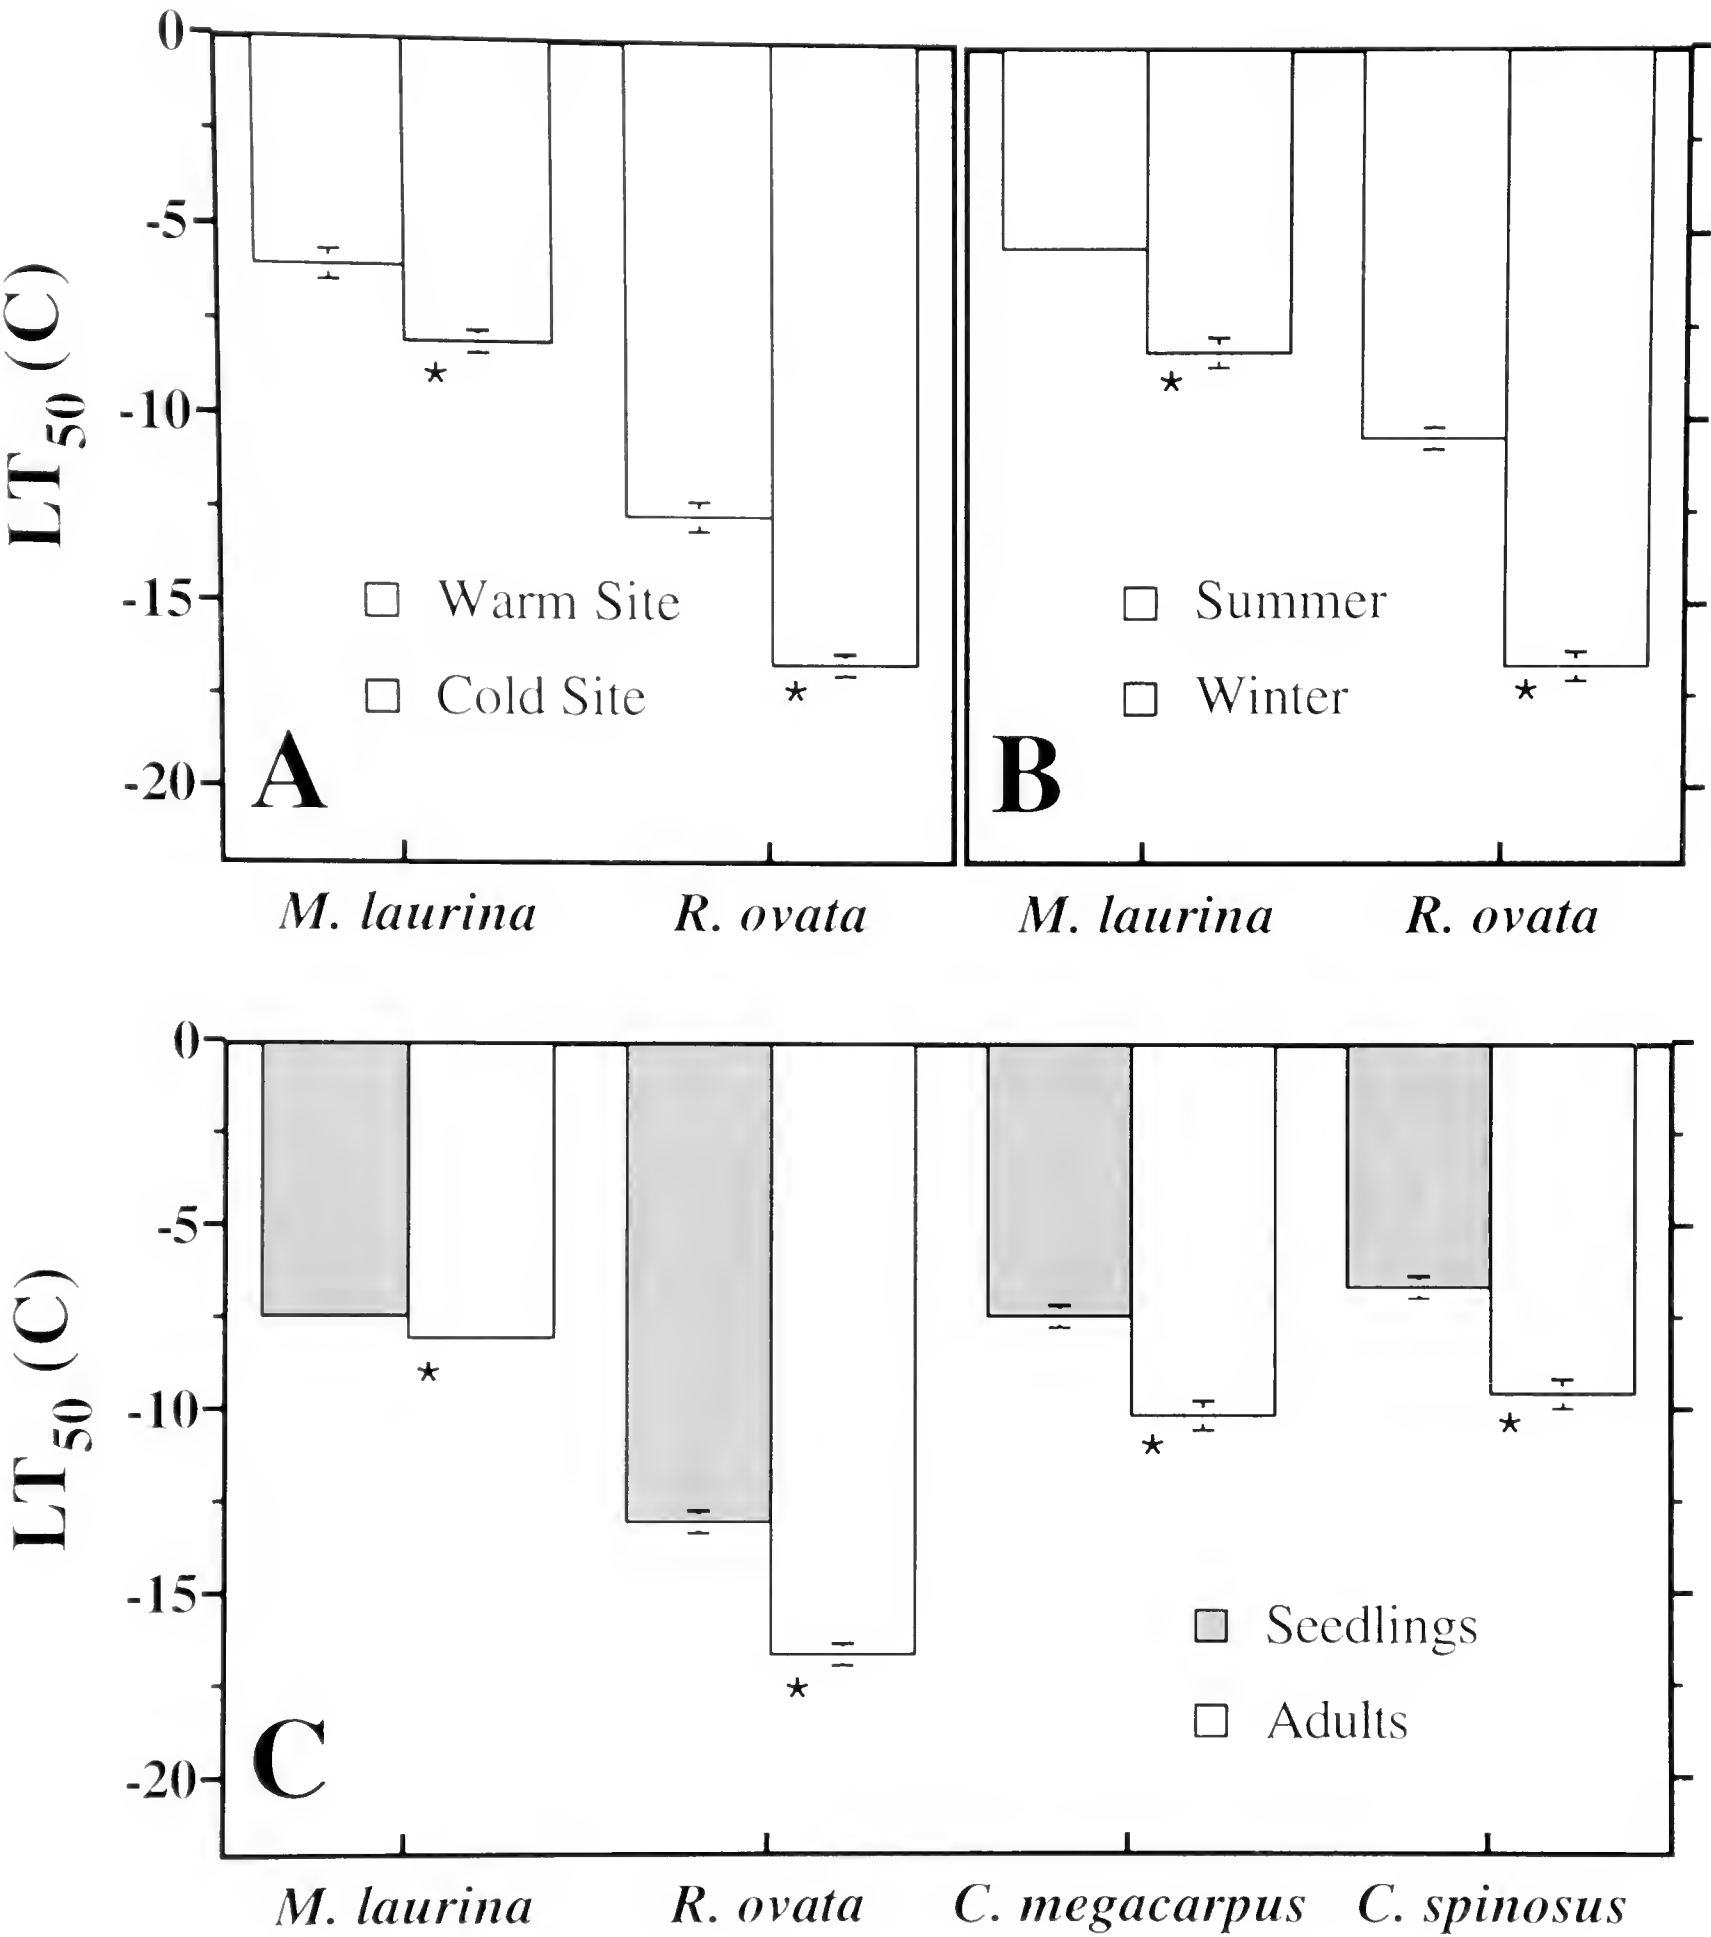 0
-5
-10
-15
-20
LT50 (C)
Warm Site
Cold Site
A
Summer
Winter
B
*
*
*
*
M. laurina R. ovata M. laurina R. ovata
0
-5
-10
-15
-20
LT50 (C)
*
*
*
*
Seedlings
Adults
C
M. laurina R. ovata C. megacarpus C. spinosus